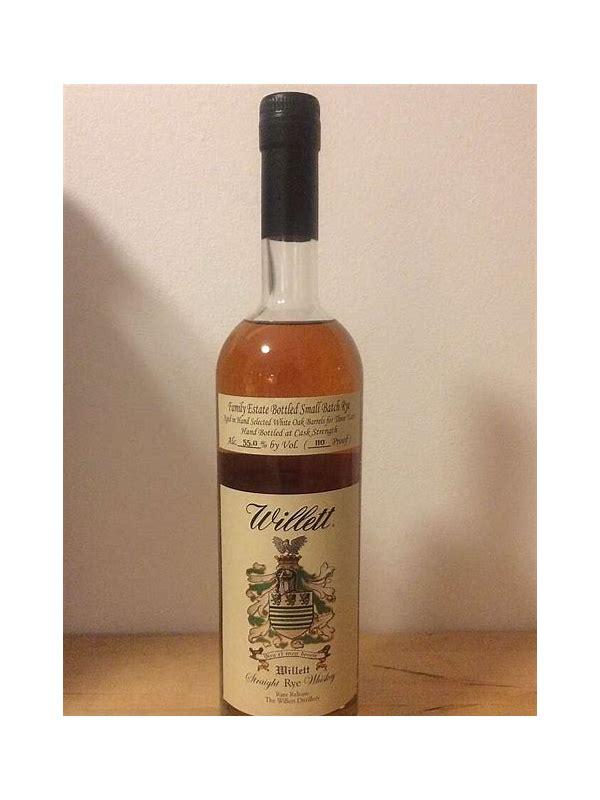 Family Estate Bottled Small Batch Rye
Aged in Hand Selected White Oak Barrels for Three Years
Hand Bottled at Cask Strength
Alc. 55.0 % by Vol. ( 110 Proof )
Willett.
Willett
Straight Rye Whiskey
Rare Release
The Willett Distillery